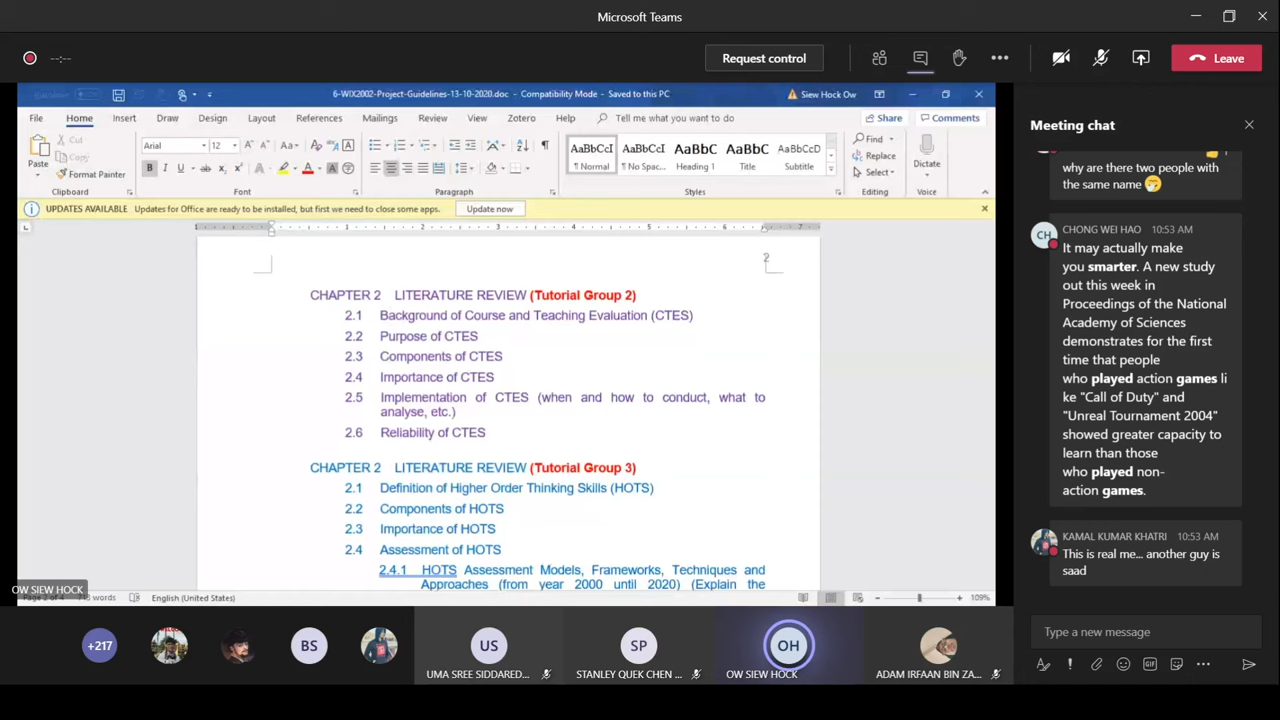 Microsoft Teams
--:--
Request control
Leave
6-WIX2002-Project-Guidelines-13-10-2020.doc - Compatibility Mode - Saved to this PC
Siew Hock Ow
File Home Insert Draw Design Layout References Mailings Review View Zotero Help Tell me what you want to do
Share Comments
Paste
Cut
Copy
Format Painter
Clipboard
Arial 12
Font
Paragraph
AaBbCcI AaBbCcI AaBbC AaBbC AaBbCcD
¶ Normal ¶ No Spac... Heading 1 Title Subtitle
Styles
Find
Replace
Select
Editing
Dictate
Voice
UPDATES AVAILABLE Updates for Office are ready to be installed, but first we need to close some apps. Update now
2
CHAPTER 2 LITERATURE REVIEW (Tutorial Group 2)
2.1 Background of Course and Teaching Evaluation (CTES)
2.2 Purpose of CTES
2.3 Components of CTES
2.4 Importance of CTES
2.5 Implementation of CTES (when and how to conduct, what to
analyse, etc.)
2.6 Reliability of CTES
CHAPTER 2 LITERATURE REVIEW (Tutorial Group 3)
2.1 Definition of Higher Order Thinking Skills (HOTS)
2.2 Components of HOTS
2.3 Importance of HOTS
2.4 Assessment of HOTS
2.4.1 HOTS Assessment Models, Frameworks, Techniques and
Approaches (from year 2000 until 2020) (Explain the
OW SIEW HOCK
words
English (United States)
109%
+217
BS
US
UMA SREE SIDDARED...
SP
STANLEY QUEK CHEN ...
OH
OW SIEW HOCK
ADAM IRFAAN BIN ZA...
Meeting chat
why are there two people with
the same name
CH
CHONG WEI HAO 10:53 AM
It may actually make
you smarter. A new study
out this week in
Proceedings of the National
Academy of Sciences
demonstrates for the first
time that people
who played action games li
ke "Call of Duty" and
"Unreal Tournament 2004"
showed greater capacity to
learn than those
who played non-
action games.
KAMAL KUMAR KHATRI 10:53 AM
This is real me... another guy is
saad
Type a new message